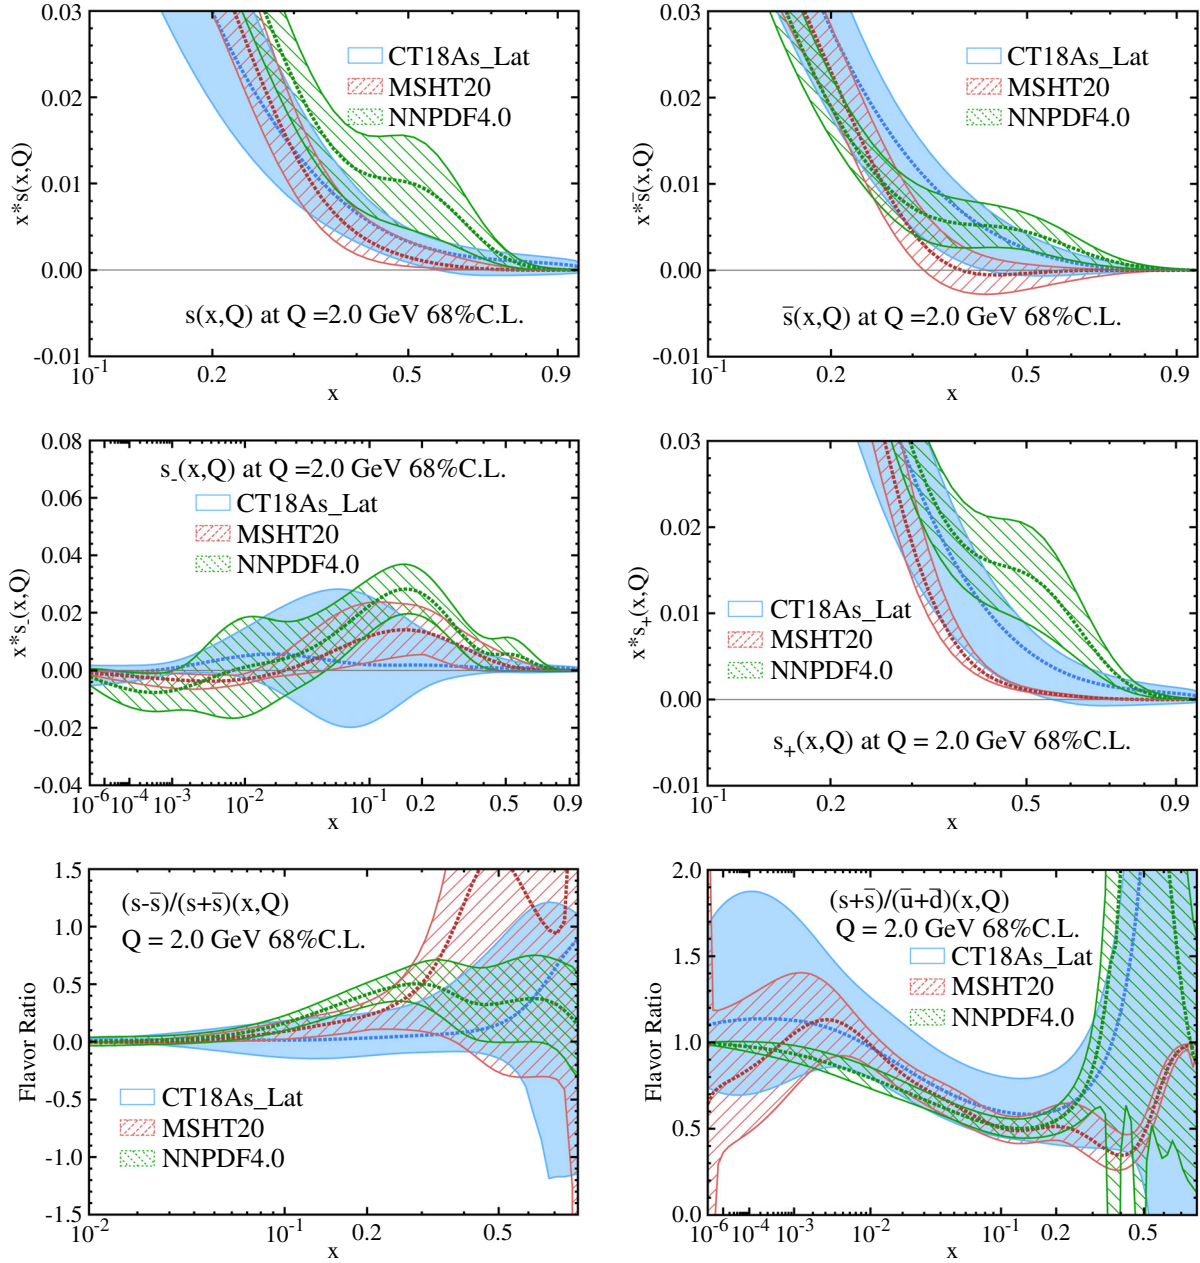 0.03
0.02
0.01
0.00
-0.01
x*s(x,Q)
CT18As_Lat
MSHT20
NNPDF4.0
s(x,Q) at Q =2.0 GeV 68%C.L.
10⁻¹ 0.2 0.5 0.9
x
0.03
0.02
0.01
0.00
-0.01
x*s̅(x,Q)
CT18As_Lat
MSHT20
NNPDF4.0
s̅(x,Q) at Q =2.0 GeV 68%C.L.
10⁻¹ 0.2 0.5 0.9
x
0.08
0.06
0.04
0.02
0.00
-0.02
-0.04
x*s₋(x,Q)
s₋(x,Q) at Q =2.0 GeV 68%C.L.
CT18As_Lat
MSHT20
NNPDF4.0
10⁻⁶ 10⁻⁴ 10⁻³ 10⁻² 10⁻¹ 0.2 0.5 0.9
x
0.03
0.02
0.01
0.00
-0.01
x*s₊(x,Q)
CT18As_Lat
MSHT20
NNPDF4.0
s₊(x,Q) at Q = 2.0 GeV 68%C.L.
10⁻¹ 0.2 0.5 0.9
x
1.5
1.0
0.5
0.0
-0.5
-1.0
-1.5
Flavor Ratio
(s-s̅)/(s+s̅)(x,Q)
Q = 2.0 GeV 68%C.L.
CT18As_Lat
MSHT20
NNPDF4.0
10⁻² 10⁻¹ 0.2 0.5
x
2.0
1.5
1.0
0.5
0.0
Flavor Ratio
(s+s̅)/(u̅+d̅)(x,Q)
Q = 2.0 GeV 68%C.L.
CT18As_Lat
MSHT20
NNPDF4.0
10⁻⁶ 10⁻⁴ 10⁻³ 10⁻² 10⁻¹ 0.2 0.5
x